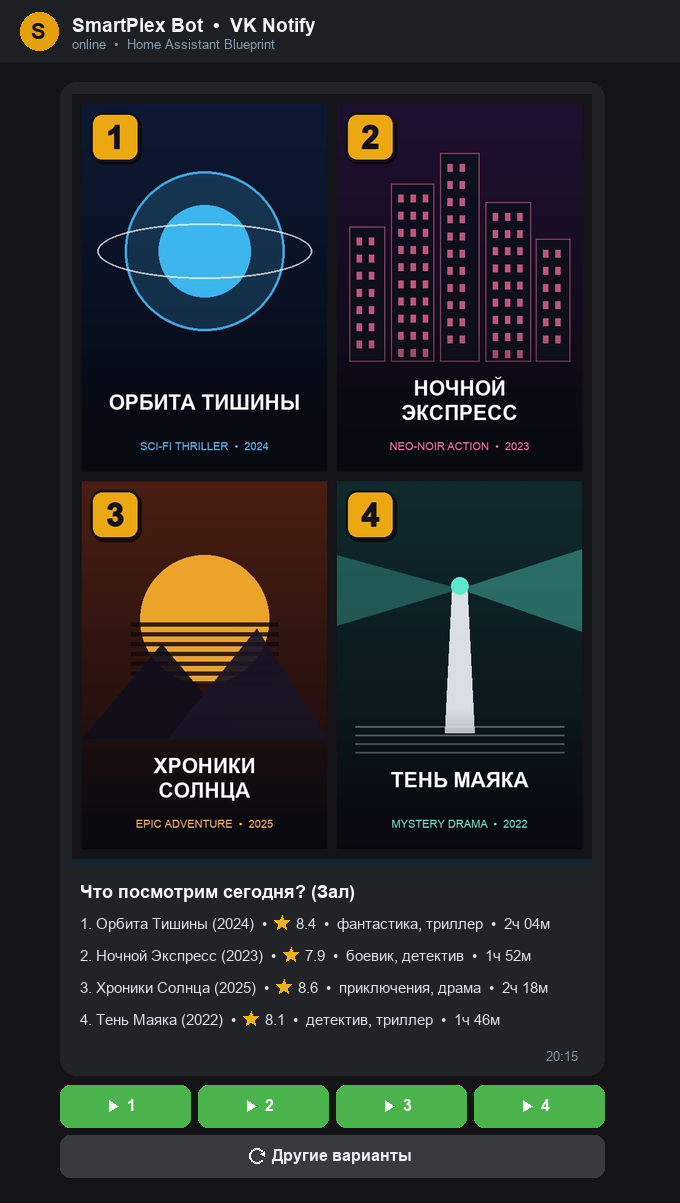 S
SmartPlex Bot • VK Notify
online • Home Assistant Blueprint
1
2
ОРБИТА ТИШИНЫ
SCI-FI THRILLER • 2024
НОЧНОЙ
ЭКСПРЕСС
NEO-NOIR ACTION • 2023
3
4
ХРОНИКИ
СОЛНЦА
EPIC ADVENTURE • 2025
ТЕНЬ МАЯКА
MYSTERY DRAMA • 2022
Что посмотрим сегодня? (Зал)
1. Орбита Тишины (2024) • ⭐ 8.4 • фантастика, триллер • 2ч 04м
2. Ночной Экспресс (2023) • ⭐ 7.9 • боевик, детектив • 1ч 52м
3. Хроники Солнца (2025) • ⭐ 8.6 • приключения, драма • 2ч 18м
4. Тень Маяка (2022) • ⭐ 8.1 • детектив, триллер • 1ч 46м
20:15
▶ 1
▶ 2
▶ 3
▶ 4
Другие варианты